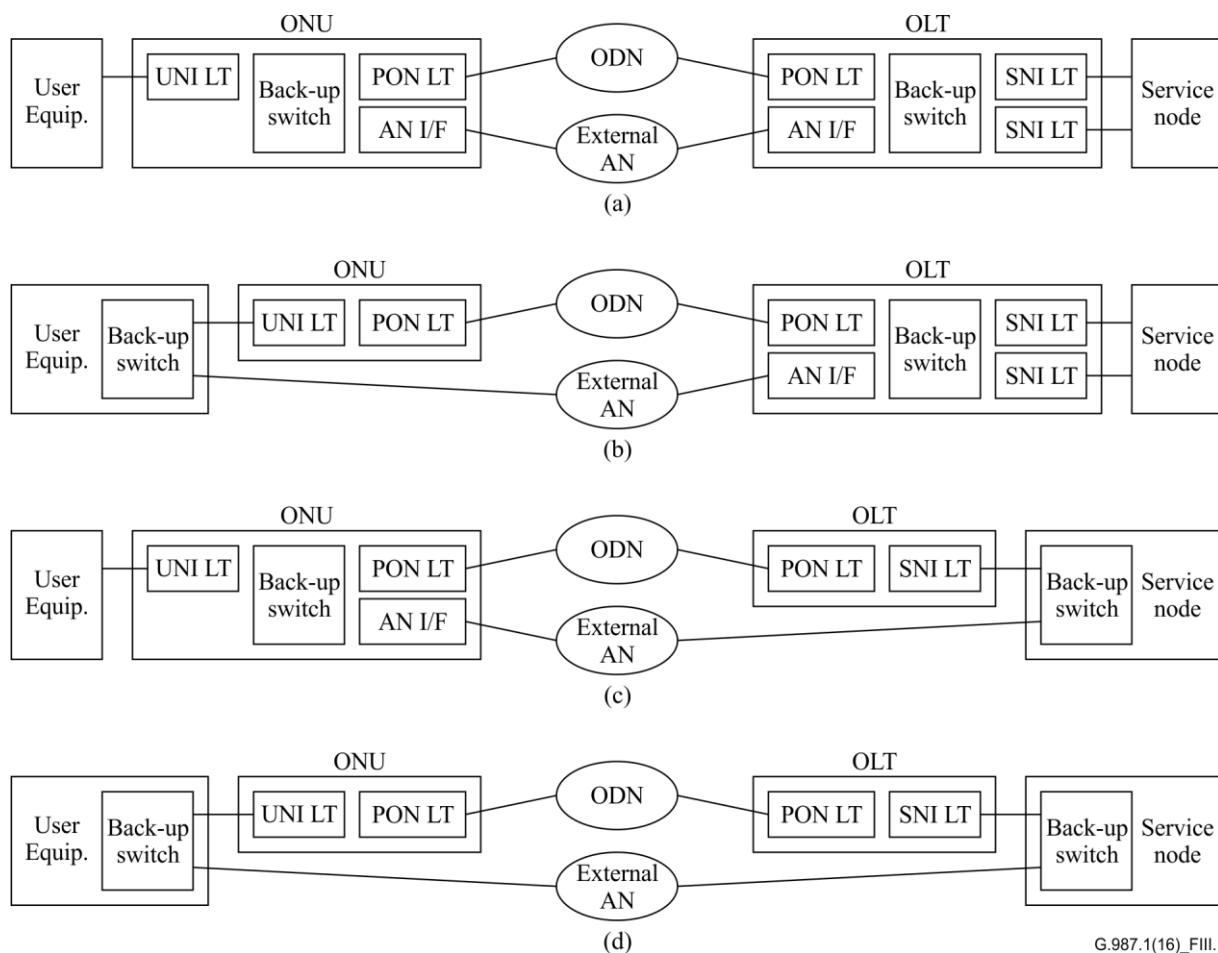 ONU
OLT
User
Equip.
UNI LT
Back-up
switch
PON LT
AN I/F
ODN
External
AN
PON LT
AN I/F
Back-up
switch
SNI LT
SNI LT
Service
node
(a)
ONU
OLT
User
Equip.
Back-up
switch
UNI LT
PON LT
ODN
External
AN
PON LT
AN I/F
Back-up
switch
SNI LT
SNI LT
Service
node
(b)
ONU
OLT
User
Equip.
UNI LT
Back-up
switch
PON LT
AN I/F
ODN
External
AN
PON LT
SNI LT
Back-up
switch
Service
node
(c)
ONU
OLT
User
Equip.
Back-up
switch
UNI LT
PON LT
ODN
External
AN
PON LT
SNI LT
Back-up
switch
Service
node
(d)
G.987.1(16)_FIII.